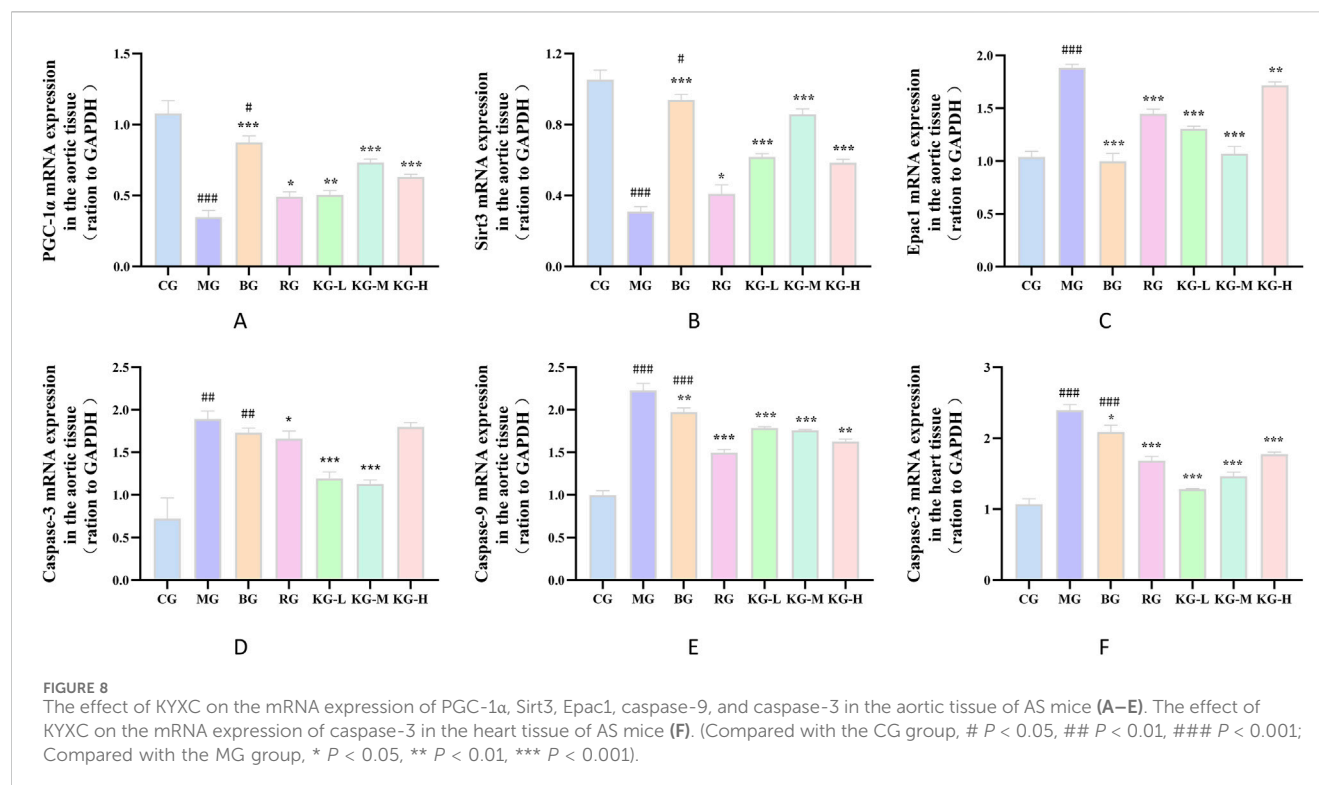 PGC-1α mRNA expression
in the aortic tissue
（ration to GAPDH ）
1.5
1.0
0.5
0.0
###
#
***
*
**
***
***
CG MG BG RG KG-L KG-M KG-H
A
Sirt3 mRNA expression
in the aortic tissue
（ration to GAPDH ）
1.2
0.8
0.4
0.0
###
#
***
*
***
***
***
CG MG BG RG KG-L KG-M KG-H
B
Epac1 mRNA expression
in the aortic tissue
（ration to GAPDH ）
2.0
1.5
1.0
0.5
0.0
###
***
***
***
***
**
CG MG BG RG KG-L KG-M KG-H
C
Caspase-3 mRNA expression
in the aortic tissue
（ration to GAPDH ）
2.5
2.0
1.5
1.0
0.5
0.0
##
##
*
***
***
CG MG BG RG KG-L KG-M KG-H
D
Caspase-9 mRNA expression
in the aortic tissue
（ration to GAPDH ）
2.5
2.0
1.5
1.0
0.5
0.0
###
###
**
***
***
***
**
CG MG BG RG KG-L KG-M KG-H
E
Caspase-3 mRNA expression
in the heart tissue
（ration to GAPDH ）
3
2
1
0
###
###
*
***
***
***
***
CG MG BG RG KG-L KG-M KG-H
F
FIGURE 8
The effect of KYXC on the mRNA expression of PGC-1α, Sirt3, Epac1, caspase-9, and caspase-3 in the aortic tissue of AS mice (A–E). The effect of
KYXC on the mRNA expression of caspase-3 in the heart tissue of AS mice (F). (Compared with the CG group, # P < 0.05, ## P < 0.01, ### P < 0.001;
Compared with the MG group, * P < 0.05, ** P < 0.01, *** P < 0.001).